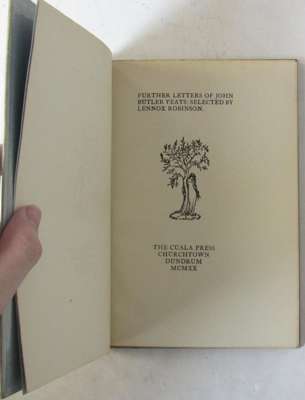 FURTHER LETTERS OF JOHN
BUTLER YEATS: SELECTED BY
LENNOX ROBINSON.
THE CUALA PRESS
CHURCHTOWN
DUNDRUM
MCMXX